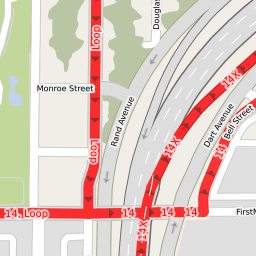 Douglas
Loop
Monroe Street
Rand Avenue
14X
Dart Avenue
Bell Street
14X
Loop
14, Loop
14
14
14
FirstM
14X